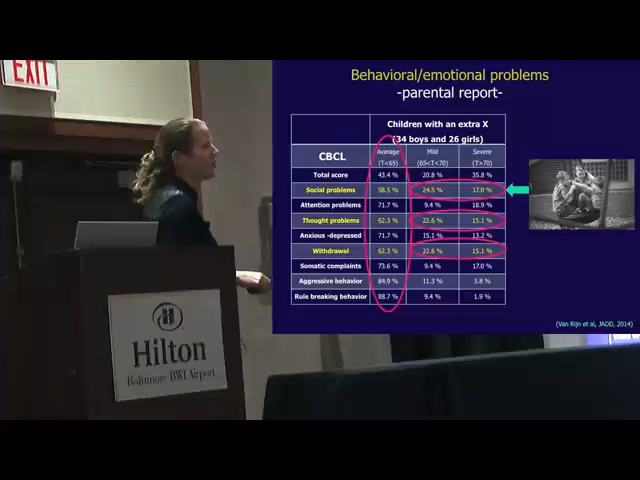 EXIT
Behavioral/emotional problems
-parental report-
Children with an extra X
(34 boys and 26 girls)
CBCL Average (T<65) Mild (65<T<70) Severe (T>70)
Total score 43.4 % 20.8 % 35.8 %
Social problems 58.5 % 24.5 % 17.0 %
Attention problems 71.7 % 9.4 % 18.9 %
Thought problems 62.3 % 22.6 % 15.1 %
Anxious -depressed 71.7 % 15.1 % 13.2 %
Withdrawal 62.3 % 22.6 % 15.1 %
Somatic complaints 73.6 % 9.4 % 17.0 %
Aggressive behavior 84.9 % 11.3 % 3.8 %
Rule breaking behavior 88.7 % 9.4 % 1.9 %
(Van Rijn et al, JADD, 2014)
Hilton
Baltimore BWI Airport